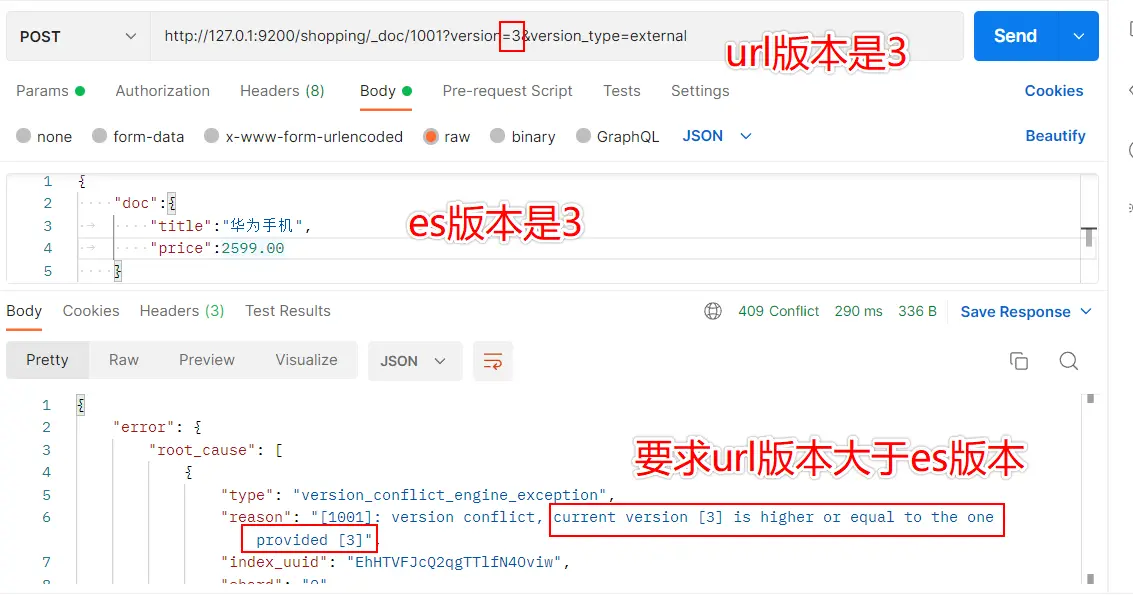 POST http://127.0.1:9200/shopping/_doc/1001?version=3&version_type=external Send
url版本是3
Params Authorization Headers (8) Body Pre-request Script Tests Settings Cookies
none form-data x-www-form-urlencoded raw binary GraphQL JSON Beautify
1 {
2 "doc":{
3 "title":"华为手机",
es版本是3
4 "price":2599.00
5 }
Body Cookies Headers (3) Test Results 409 Conflict 290 ms 336 B Save Response
Pretty Raw Preview Visualize JSON
1 {
2 "error": {
3 "root_cause": [
要求url版本大于es版本
4 {
5 "type": "version_conflict_engine_exception",
6 "reason": "[1001]: version conflict, current version [3] is higher or equal to the one
provided [3]",
7 "index_uuid": "EhHTVFJcQ2qgTTlfN4Oviw",
8 "shard": "0"